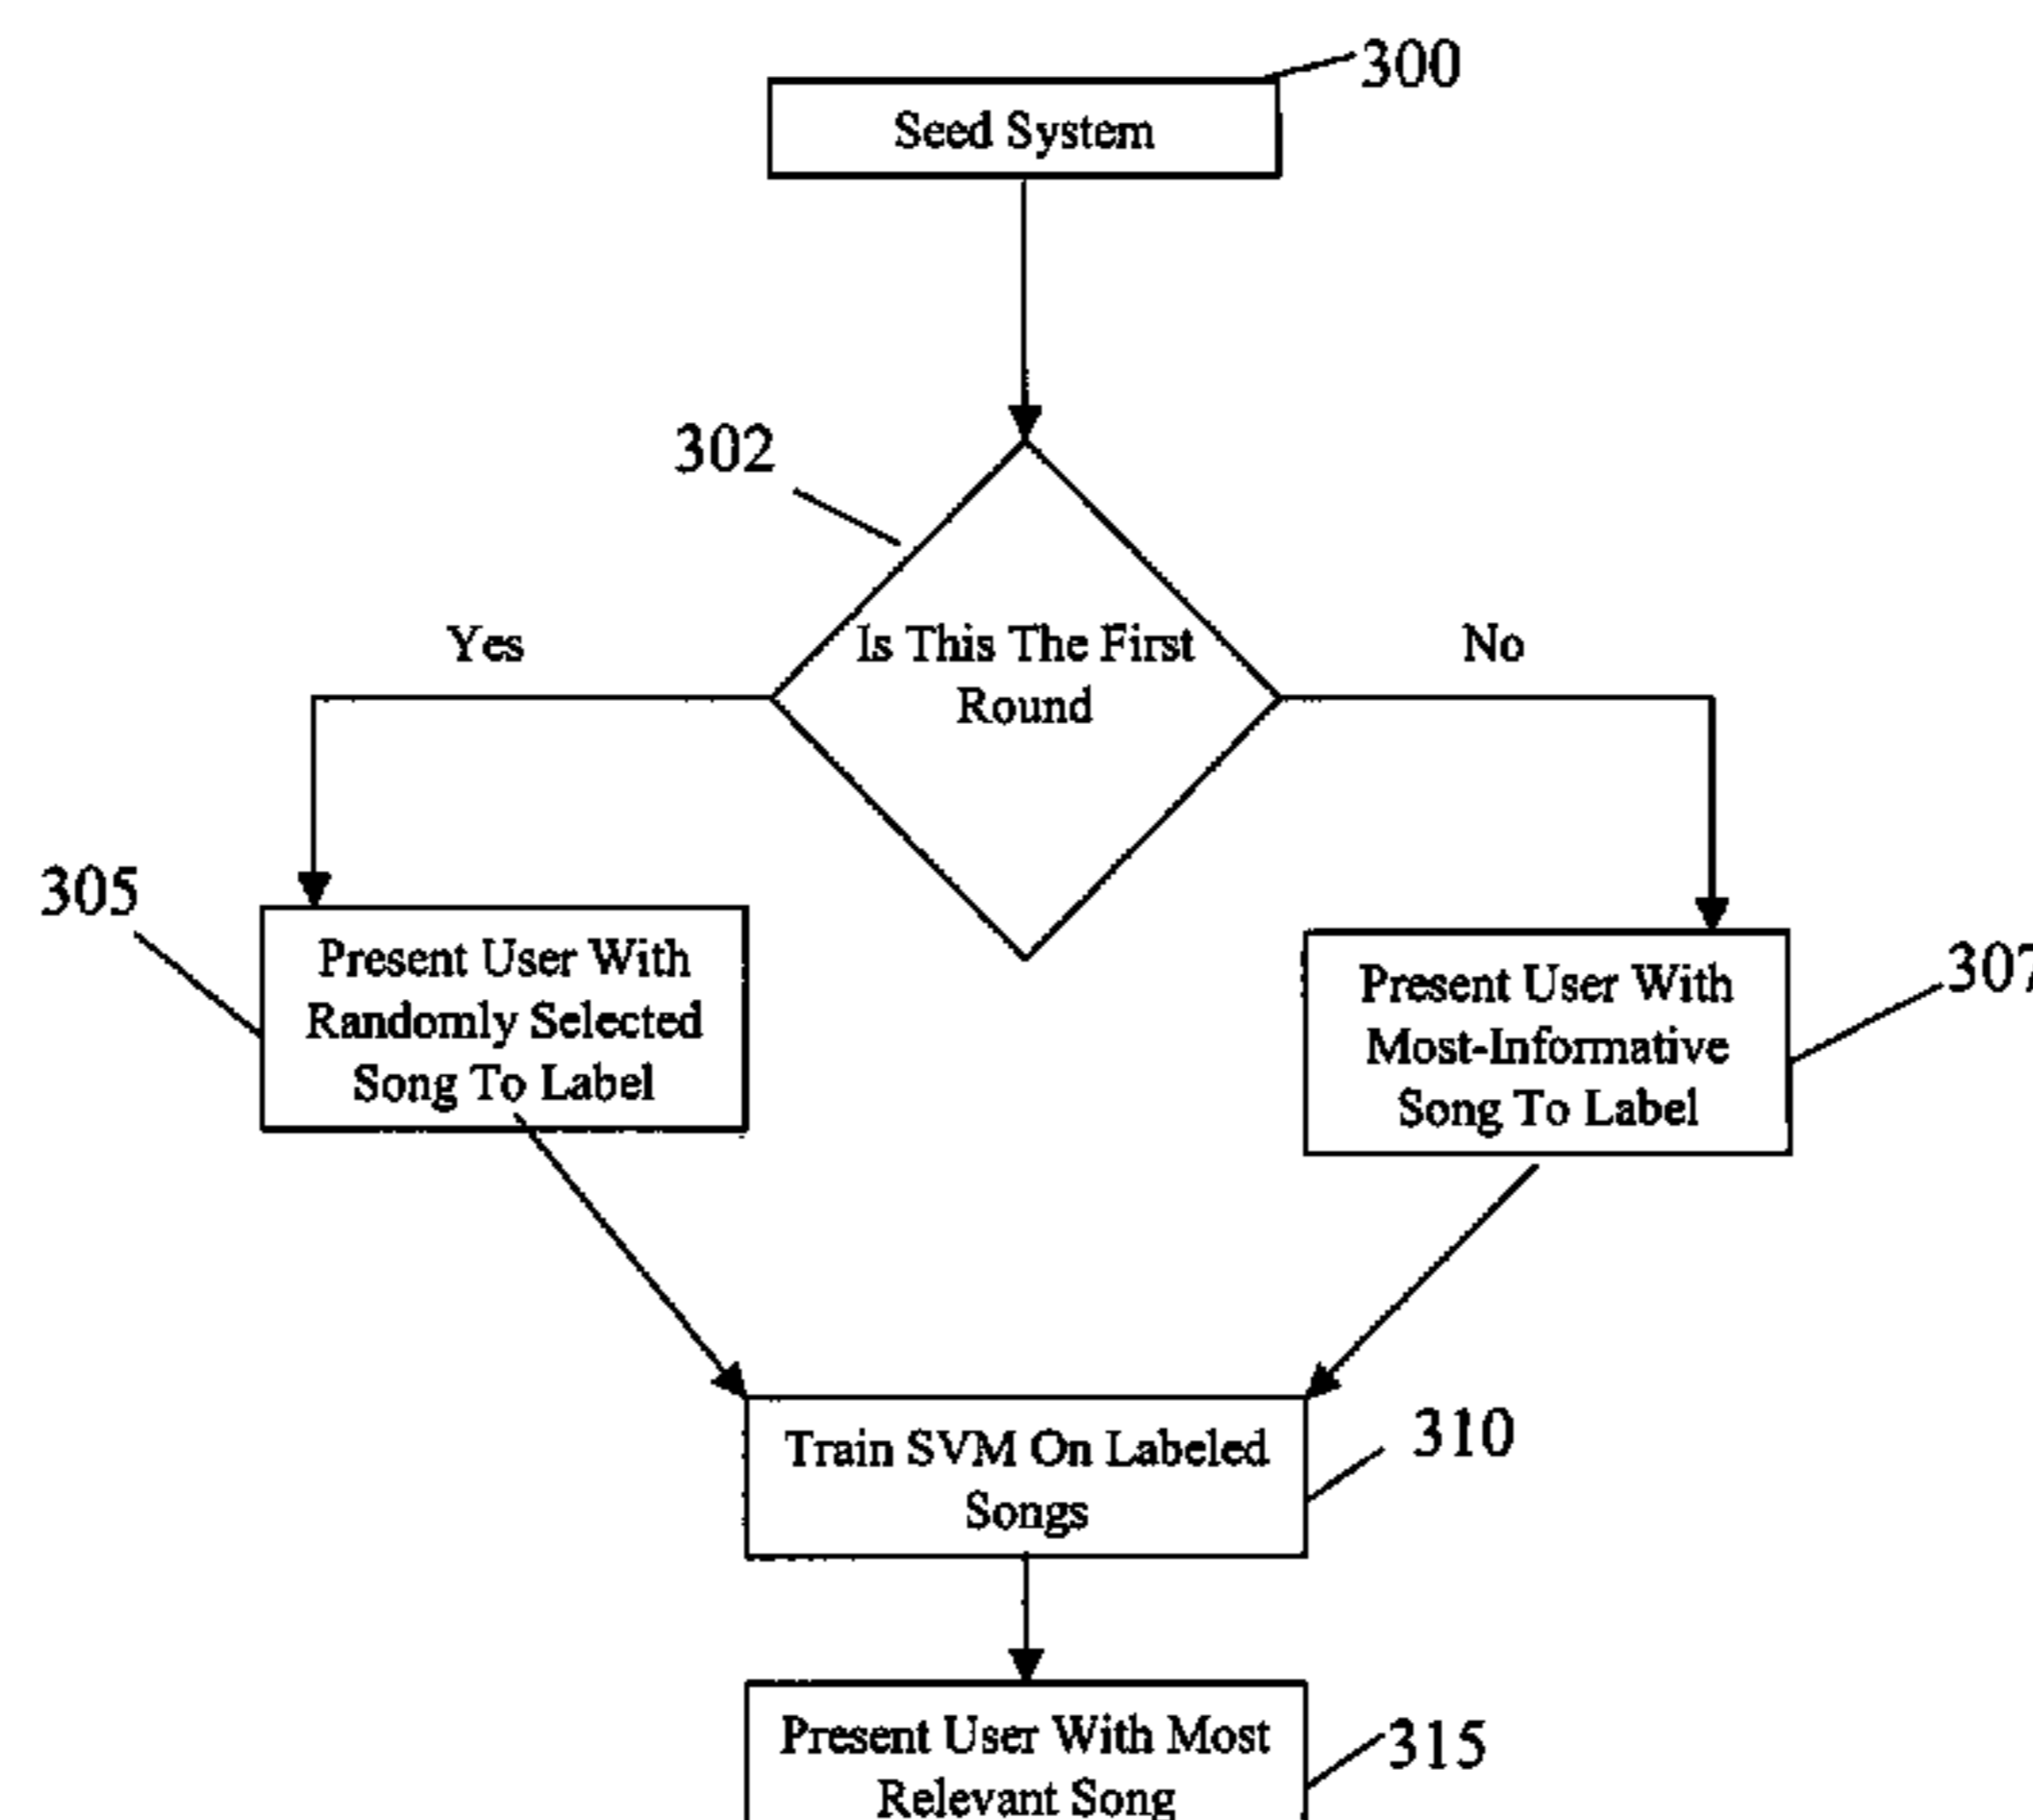 300
Seed System
302
Is This The First
Round
Yes
No
305
Present User With
Randomly Selected
Song To Label
307
Present User With
Most-Informative
Song To Label
Train SVM On Labeled
Songs
310
Present User With Most
Relevant Song
315